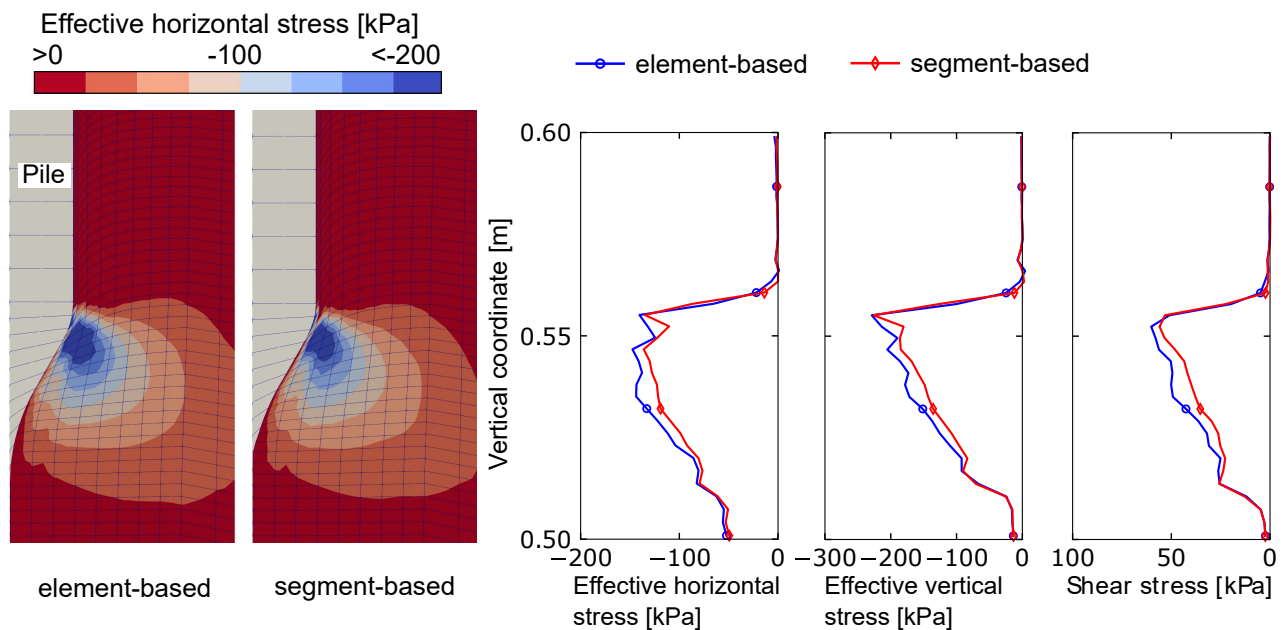 Effective horizontal stress [kPa]
>0 -100 <-200
element-based segment-based
Pile
0.60
0.55
0.50
Vertical coordinate [m]
−200 −100 0
−300 −200 −100 0
100 50 0
Effective horizontal
stress [kPa]
Effective vertical
stress [kPa]
Shear stress [kPa]
element-based
segment-based